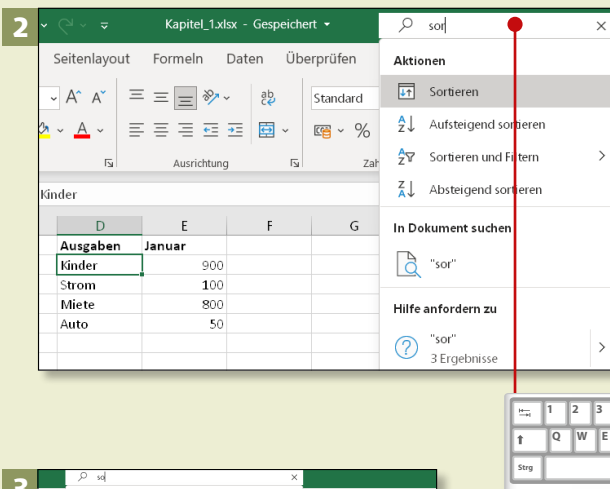 2
Kapitel_1.xlsx - Gespeichert
sor
Seitenlayout Formeln Daten Überprüfen
Standard
Ausrichtung
Zah
Kinder
D E F G
Ausgaben Januar
Kinder 900
Strom 100
Miete 800
Auto 50
Aktionen
Sortieren
Aufsteigend sortieren
Sortieren und Filtern
Absteigend sortieren
In Dokument suchen
"sor"
Hilfe anfordern zu
"sor"
3 Ergebnisse
1 2 3
Q W E
Strg
3
so